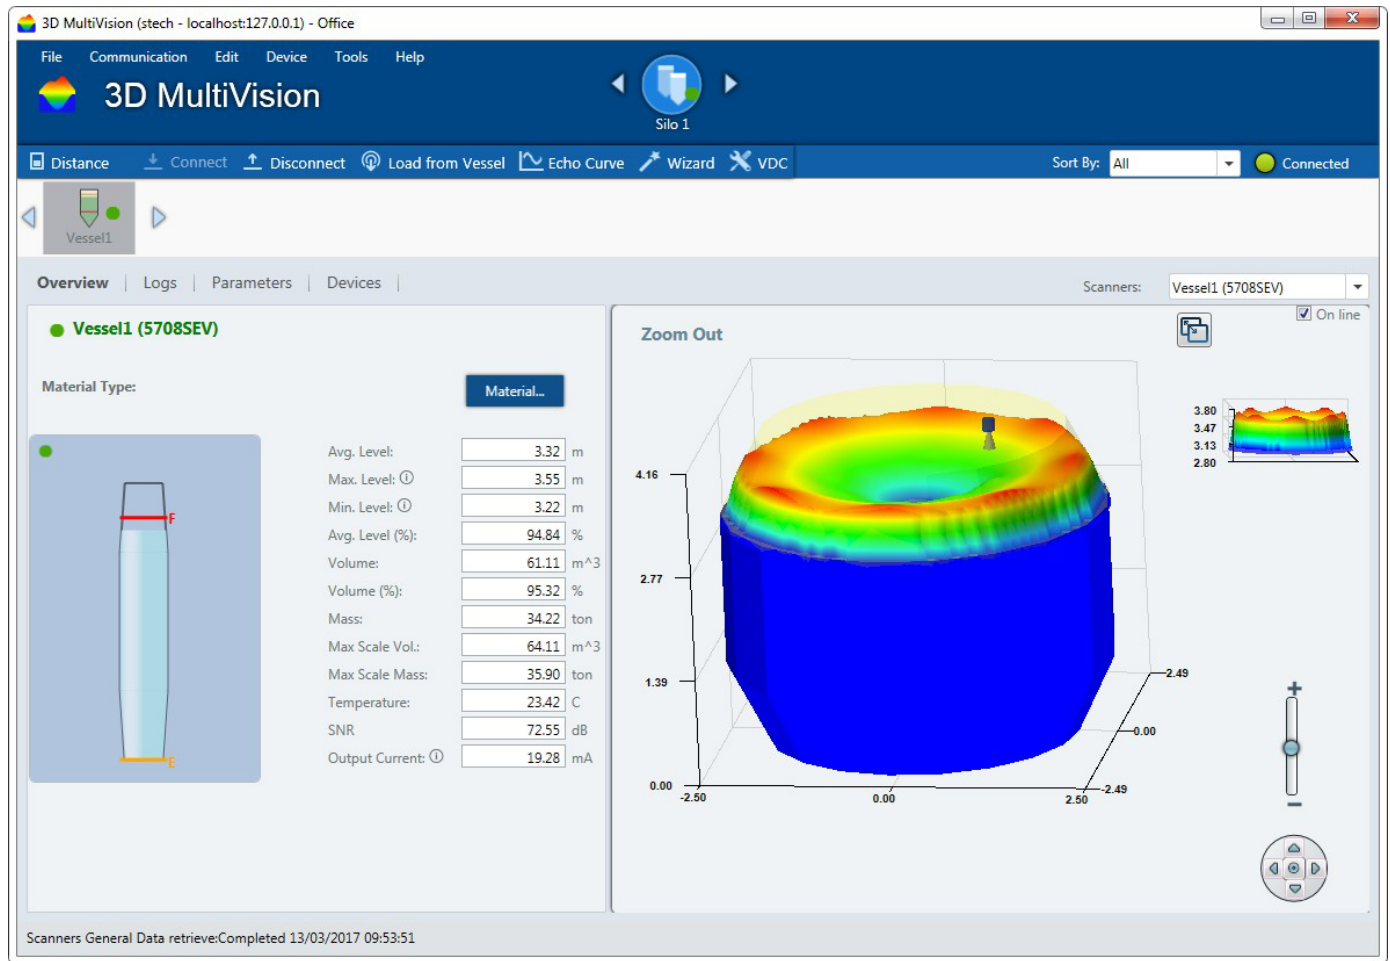 3D MultiVision (stech - localhost:127.0.0.1) - Office
File Communication Edit Device Tools Help
3D MultiVision
Silo 1
Distance Connect Disconnect Load from Vessel Echo Curve Wizard VDC Sort By: All Connected
Vessel1
Overview | Logs | Parameters | Devices | Scanners: Vessel1 (5708SEV)
On line
Vessel1 (5708SEV)
Material Type: Material...
F
E
Avg. Level: 3.32 m
Max. Level: 3.55 m
Min. Level: 3.22 m
Avg. Level (%): 94.84 %
Volume: 61.11 m^3
Volume (%): 95.32 %
Mass: 34.22 ton
Max Scale Vol.: 64.11 m^3
Max Scale Mass: 35.90 ton
Temperature: 23.42 C
SNR 72.55 dB
Output Current: 19.28 mA
Zoom Out
4.16
2.77
1.39
0.00
-2.50 0.00 2.50
-2.49
0.00
-2.49
3.80
3.47
3.13
2.80
Scanners General Data retrieve:Completed 13/03/2017 09:53:51